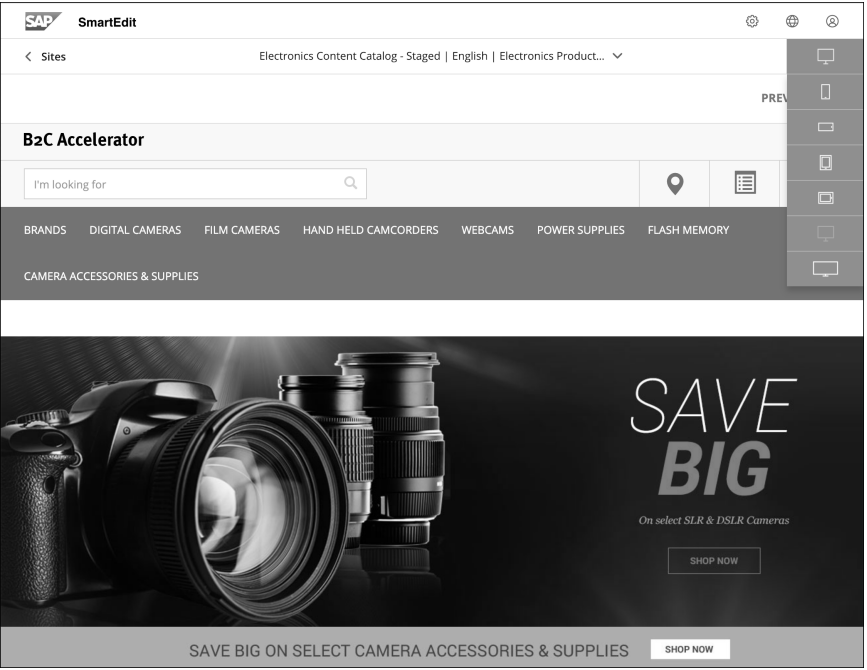 SAP SmartEdit
Sites
Electronics Content Catalog - Staged | English | Electronics Product...
PREV
B2C Accelerator
I'm looking for
BRANDS DIGITAL CAMERAS FILM CAMERAS HAND HELD CAMCORDERS WEBCAMS POWER SUPPLIES FLASH MEMORY
CAMERA ACCESSORIES & SUPPLIES
SAVE
BIG
On select SLR & DSLR Cameras
SHOP NOW
SAVE BIG ON SELECT CAMERA ACCESSORIES & SUPPLIES SHOP NOW